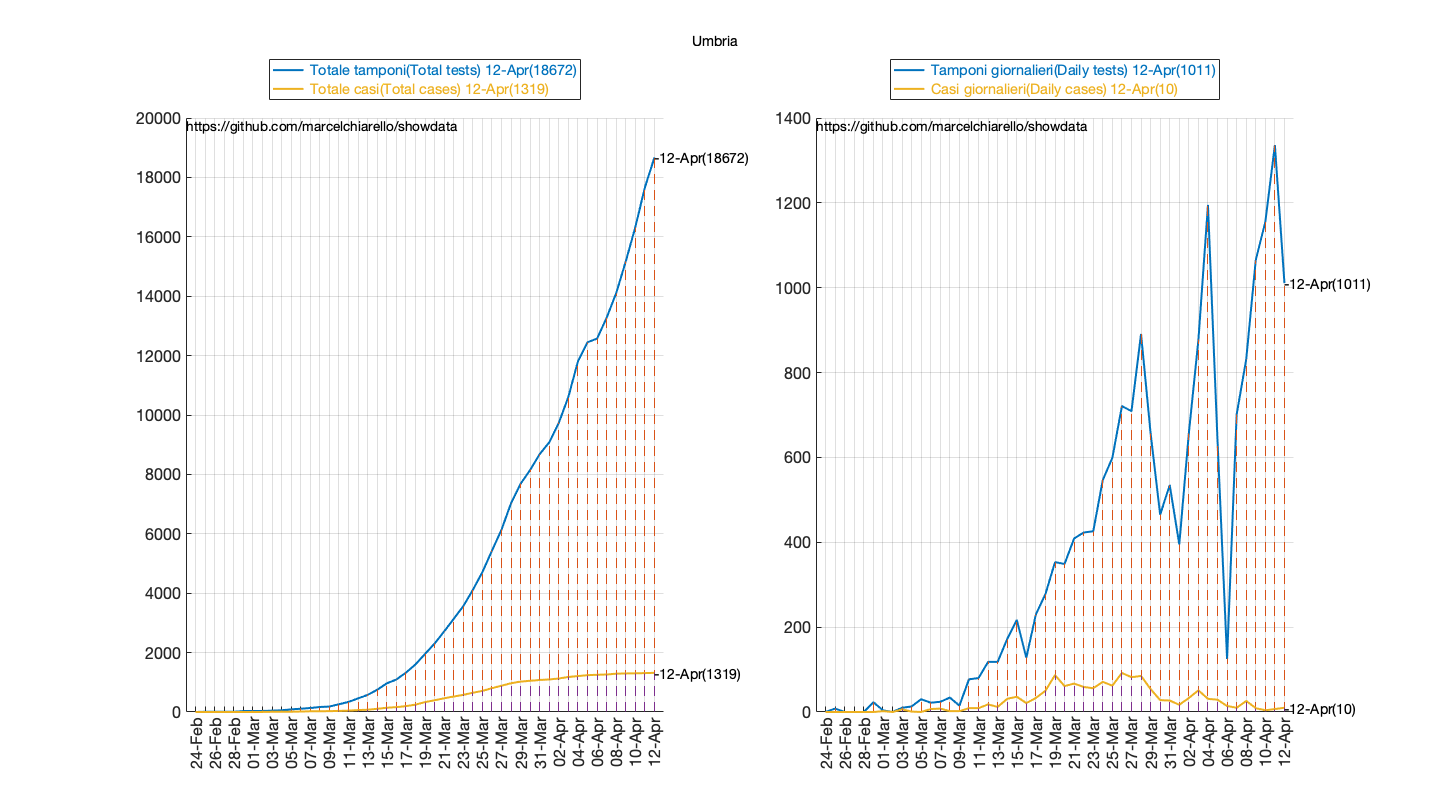 Umbria
Totale tamponi(Total tests) 12-Apr(18672)
Totale casi(Total cases) 12-Apr(1319)
20000
18000
16000
14000
12000
10000
8000
6000
4000
2000
0
https://github.com/marcelchiarello/showdata
12-Apr(18672)
12-Apr(1319)
24-Feb
26-Feb
28-Feb
01-Mar
03-Mar
05-Mar
07-Mar
09-Mar
11-Mar
13-Mar
15-Mar
17-Mar
19-Mar
21-Mar
23-Mar
25-Mar
27-Mar
29-Mar
31-Mar
02-Apr
04-Apr
06-Apr
08-Apr
10-Apr
12-Apr
Tamponi giornalieri(Daily tests) 12-Apr(1011)
Casi giornalieri(Daily cases) 12-Apr(10)
1400
1200
1000
800
600
400
200
0
https://github.com/marcelchiarello/showdata
12-Apr(1011)
12-Apr(10)
24-Feb
26-Feb
28-Feb
01-Mar
03-Mar
05-Mar
07-Mar
09-Mar
11-Mar
13-Mar
15-Mar
17-Mar
19-Mar
21-Mar
23-Mar
25-Mar
27-Mar
29-Mar
31-Mar
02-Apr
04-Apr
06-Apr
08-Apr
10-Apr
12-Apr